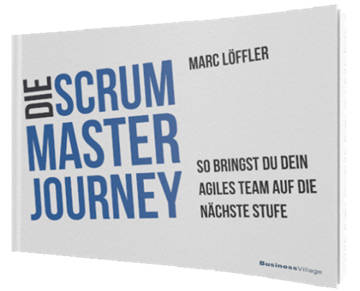 DIE SCRUM
MASTER
JOURNEY
MARC LÖFFLER
SO BRINGST DU DEIN
AGILES TEAM AUF DIE
NÄCHSTE STUFE
BusinessVillage